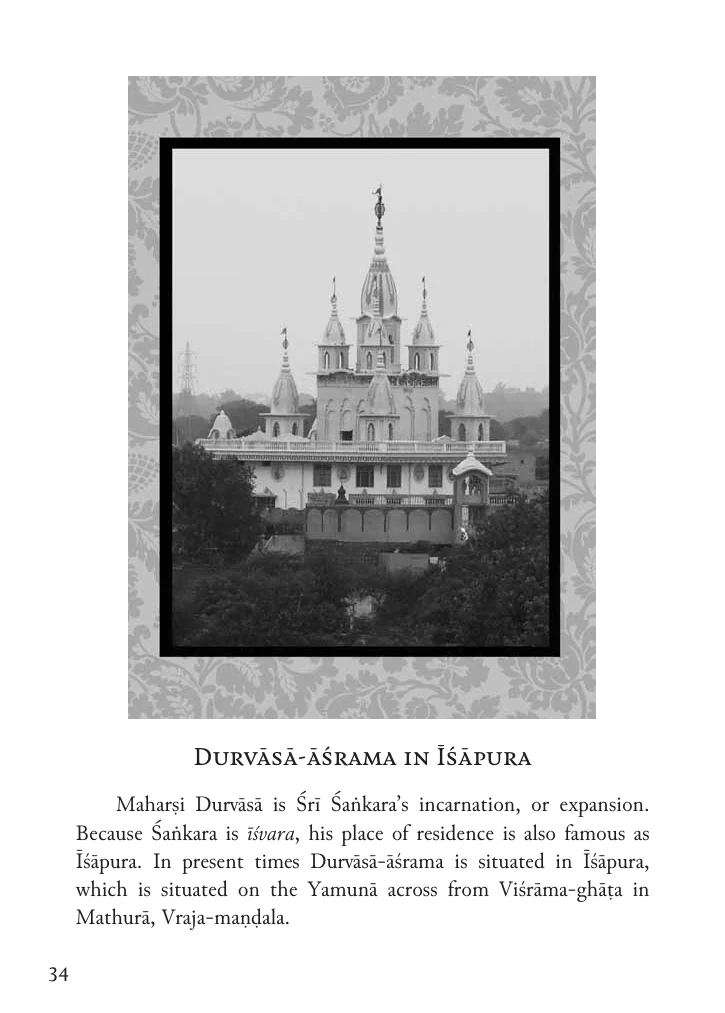 Durvāsā-āśrama in Īśāpura
Maharṣi Durvāsā is Śrī Śaṅkara’s incarnation, or expansion.
Because Śaṅkara is īśvara, his place of residence is also famous as
Īśāpura. In present times Durvāsā-āśrama is situated in Īśāpura,
which is situated on the Yamunā across from Viśrāma-ghāṭa in
Mathurā, Vraja-maṇḍala.
34